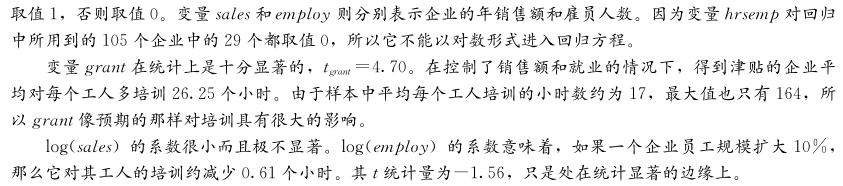 取值 1，否则取值 0。变量 sales 和 employ 则分别表示企业的年销售额和雇员人数。因为变量 hrsemp 对回归
中所用到的 105 个企业中的 29 个都取值 0，所以它不能以对数形式进入回归方程。
变量 grant 在统计上是十分显著的，tgrant＝4.70。在控制了销售额和就业的情况下，得到津贴的企业平
均对每个工人多培训 26.25 个小时。由于样本中平均每个工人培训的小时数约为 17，最大值也只有 164，所
以 grant 像预期的那样对培训具有很大的影响。
log(sales) 的系数很小而且极不显著。log(employ) 的系数意味着，如果一个企业员工规模扩大 10%，
那么它对其工人的培训约减少 0.61 个小时。其 t 统计量为－1.56，只是处在统计显著的边缘上。